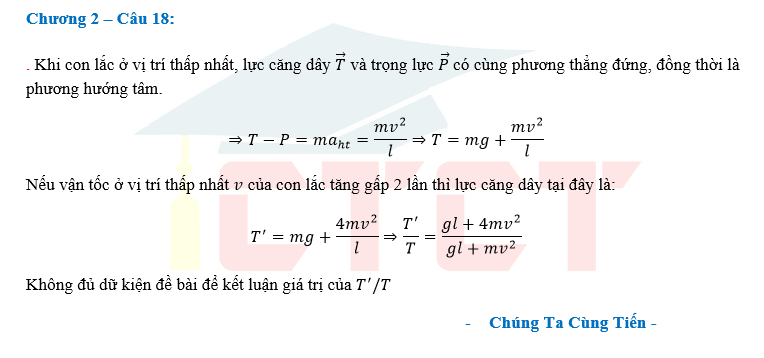 Chương 2 – Câu 18:
. Khi con lắc ở vị trí thấp nhất, lực căng dây $\vec{T}$ và trọng lực $\vec{P}$ có cùng phương thẳng đứng, đồng thời là
phương hướng tâm.
$\Rightarrow T - P = ma_{ht} = \frac{mv^2}{l} \Rightarrow T = mg + \frac{mv^2}{l}$
Nếu vận tốc ở vị trí thấp nhất $v$ của con lắc tăng gấp 2 lần thì lực căng dây tại đây là:
$T' = mg + \frac{4mv^2}{l} \Rightarrow \frac{T'}{T} = \frac{gl + 4mv^2}{gl + mv^2}$
Không đủ dữ kiện đề bài để kết luận giá trị của $T'/T$
- Chúng Ta Cùng Tiến -
CTCT